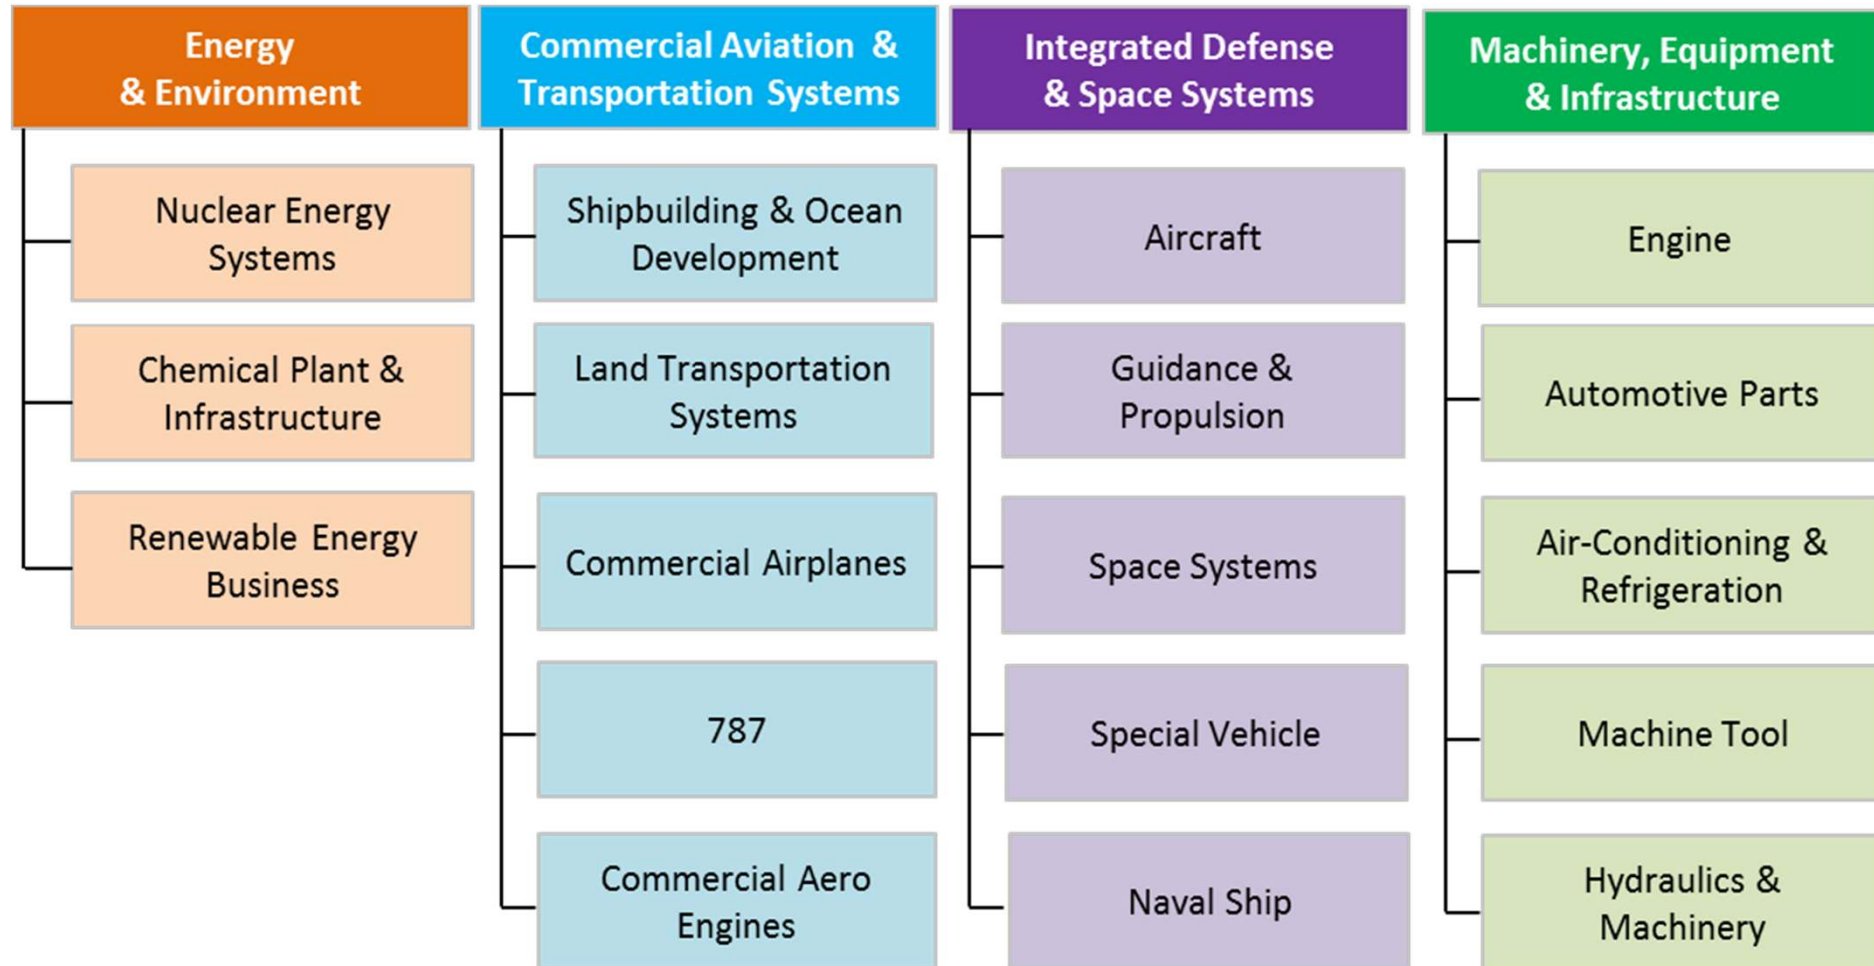 Energy
& Environment
Nuclear Energy
Systems
Chemical Plant &
Infrastructure
Renewable Energy
Business
Commercial Aviation &
Transportation Systems
Shipbuilding & Ocean
Development
Land Transportation
Systems
Commercial Airplanes
787
Commercial Aero
Engines
Integrated Defense
& Space Systems
Aircraft
Guidance &
Propulsion
Space Systems
Special Vehicle
Naval Ship
Machinery, Equipment
& Infrastructure
Engine
Automotive Parts
Air-Conditioning &
Refrigeration
Machine Tool
Hydraulics &
Machinery